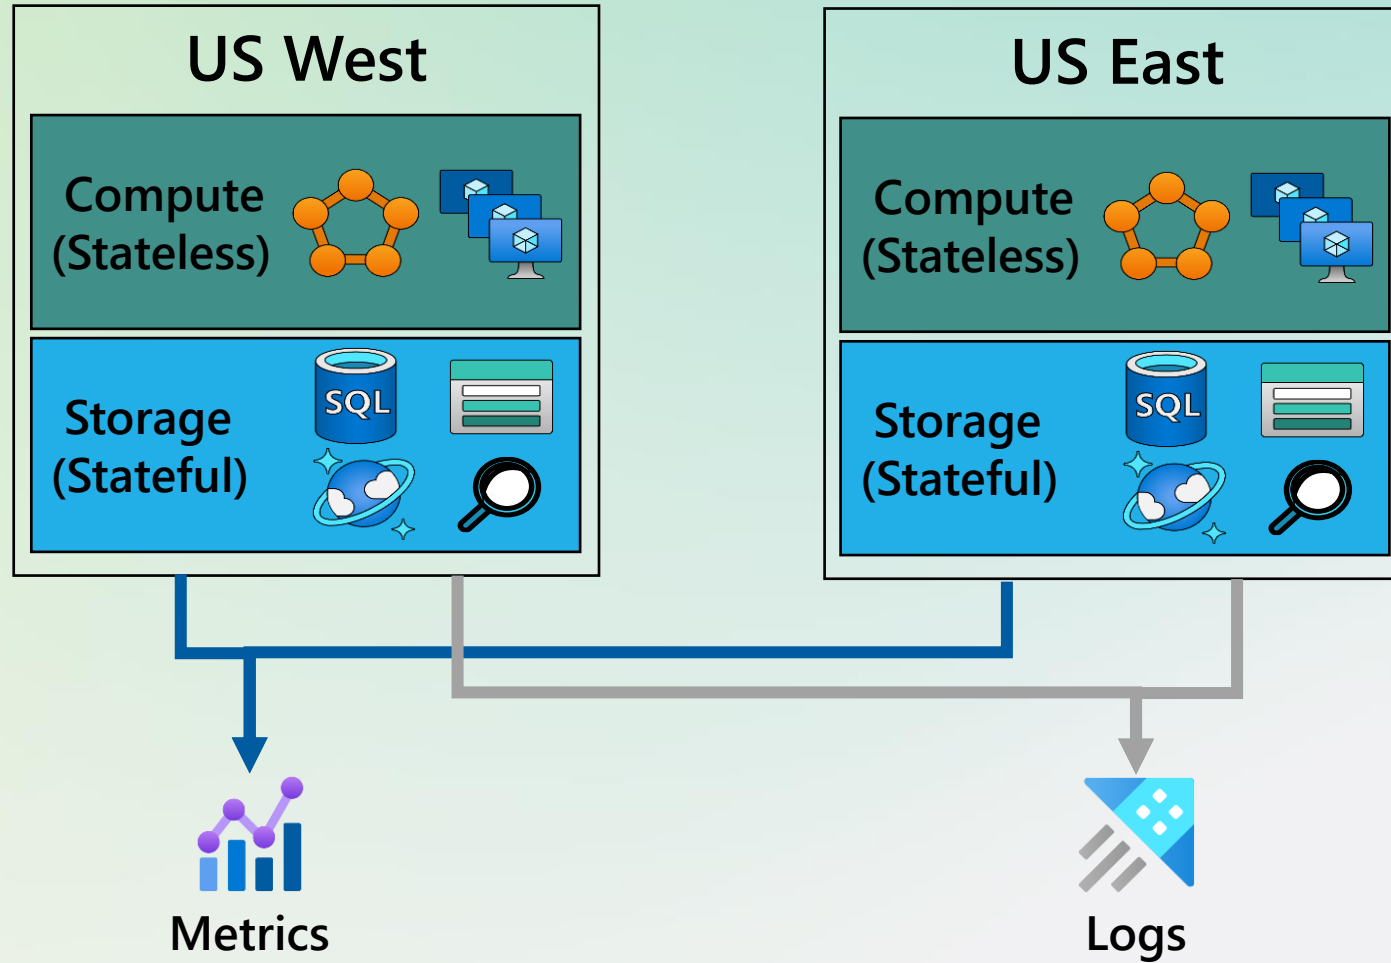 US West
Compute
(Stateless)
SQL
Storage
(Stateful)
US East
Compute
(Stateless)
SQL
Storage
(Stateful)
Metrics
Logs